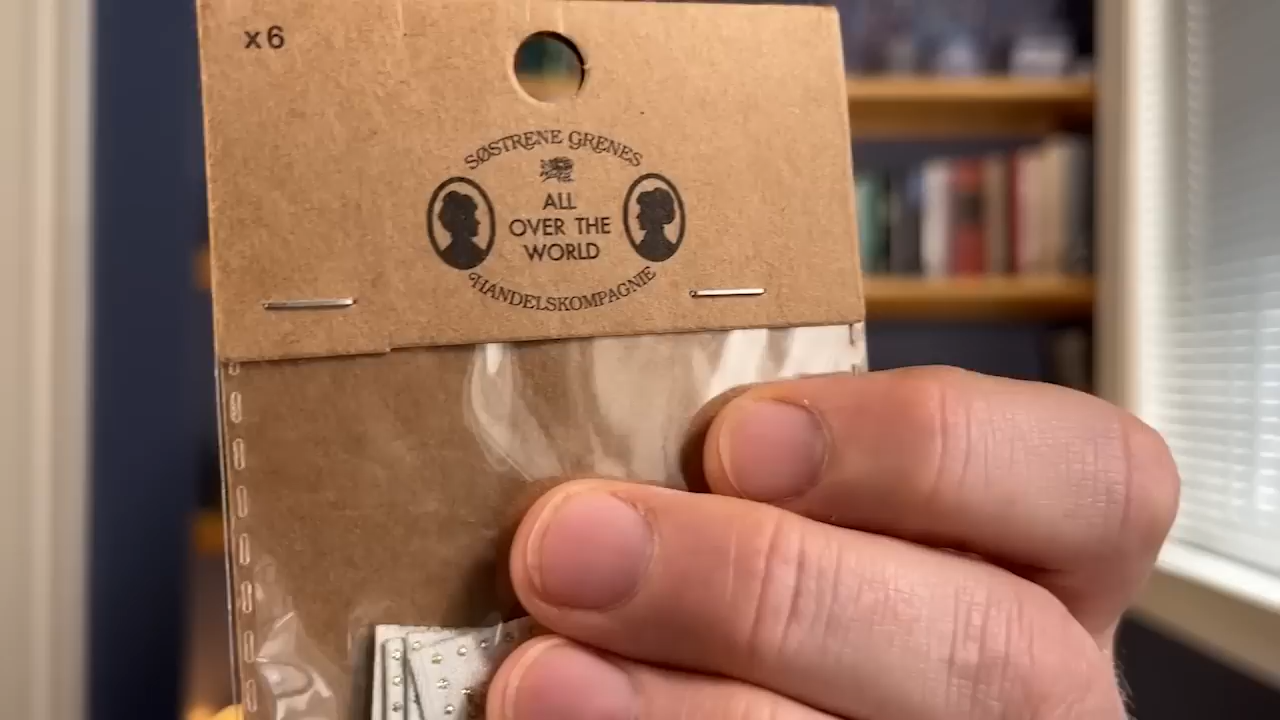 x6
SØSTRENE GRENES
ALL
OVER THE
WORLD
HANDELSKOMPAGNIE